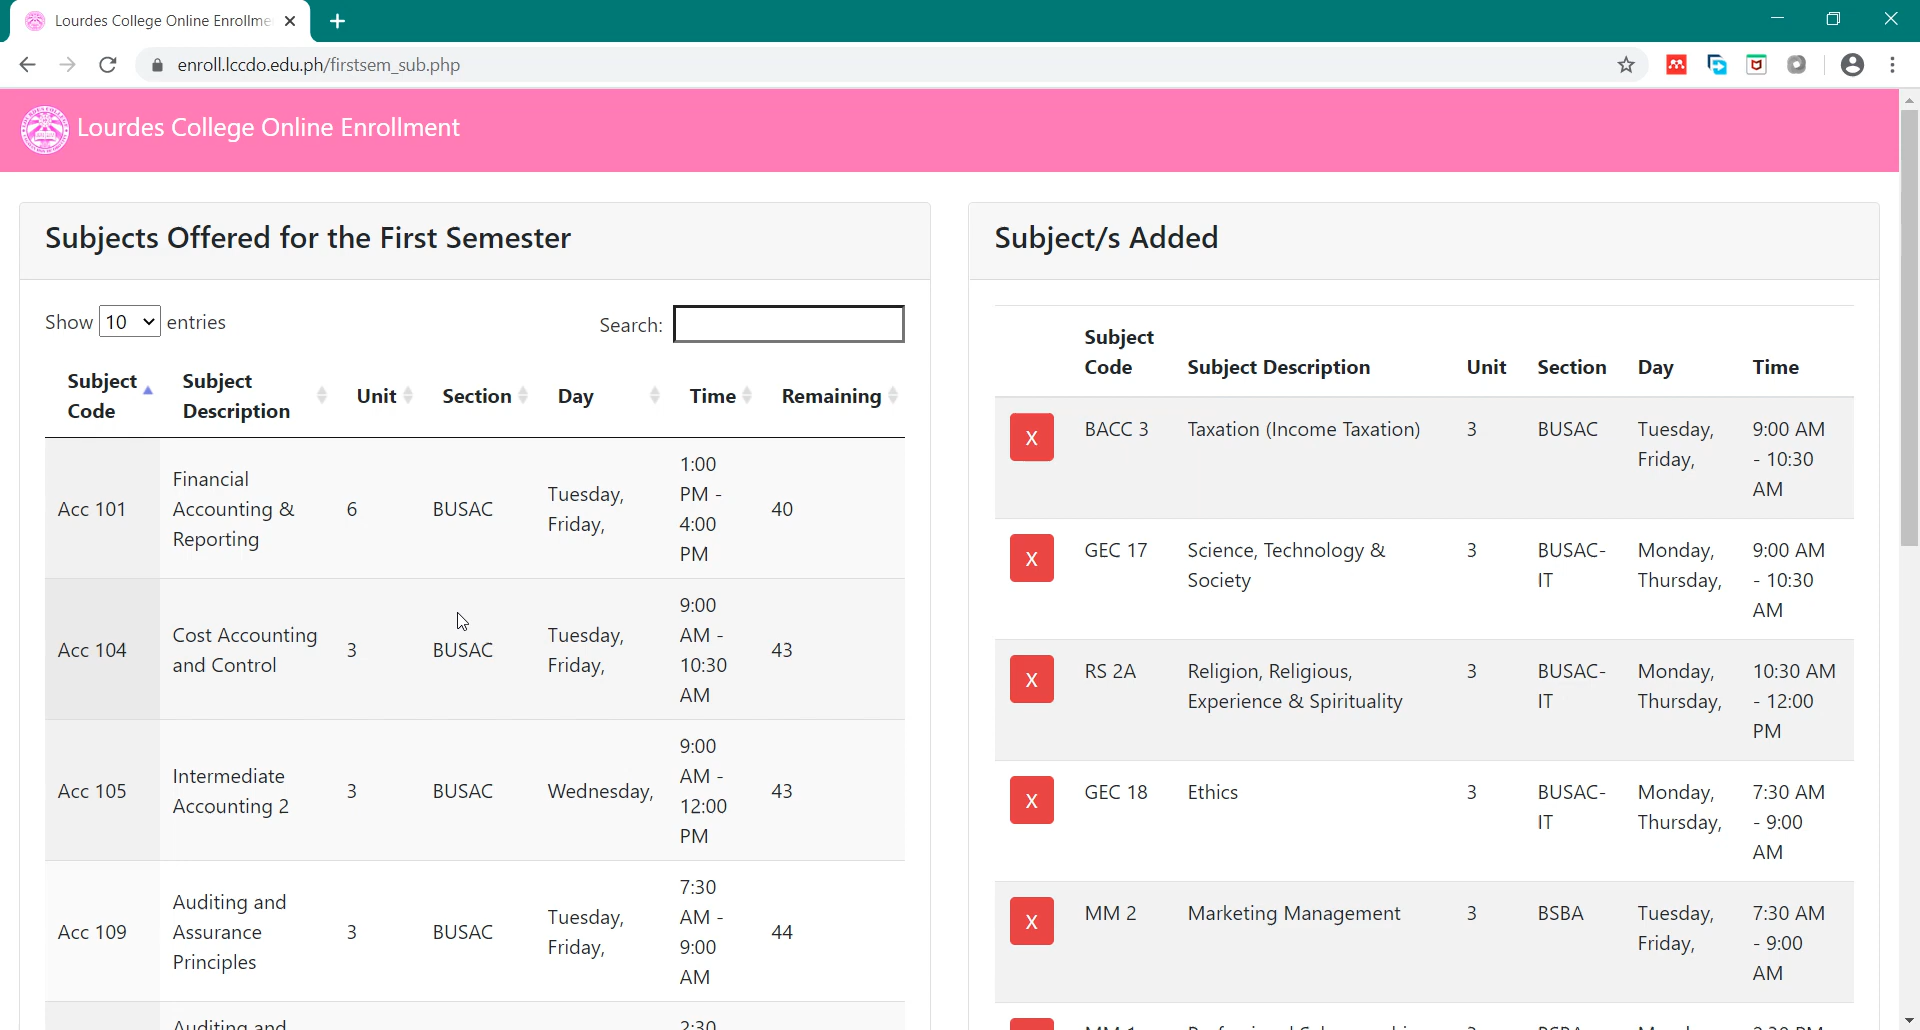 Lourdes College Online Enrollme
enroll.lccdo.edu.ph/firstsem_sub.php
Lourdes College Online Enrollment
Subjects Offered for the First Semester
Show 10 entries
Search:
Subject Code Subject Description Unit Section Day Time Remaining
Acc 101 Financial Accounting & Reporting 6 BUSAC Tuesday, Friday, 1:00 PM - 4:00 PM 40
Acc 104 Cost Accounting and Control 3 BUSAC Tuesday, Friday, 9:00 AM - 10:30 AM 43
Acc 105 Intermediate Accounting 2 3 BUSAC Wednesday, 9:00 AM - 12:00 PM 43
Acc 109 Auditing and Assurance Principles 3 BUSAC Tuesday, Friday, 7:30 AM - 9:00 AM 44
Auditing and 2:30
Subject/s Added
Subject Code Subject Description Unit Section Day Time
X BACC 3 Taxation (Income Taxation) 3 BUSAC Tuesday, Friday, 9:00 AM - 10:30 AM
X GEC 17 Science, Technology & Society 3 BUSAC-IT Monday, Thursday, 9:00 AM - 10:30 AM
X RS 2A Religion, Religious, Experience & Spirituality 3 BUSAC-IT Monday, Thursday, 10:30 AM - 12:00 PM
X GEC 18 Ethics 3 BUSAC-IT Monday, Thursday, 7:30 AM - 9:00 AM
X MM 2 Marketing Management 3 BSBA Tuesday, Friday, 7:30 AM - 9:00 AM